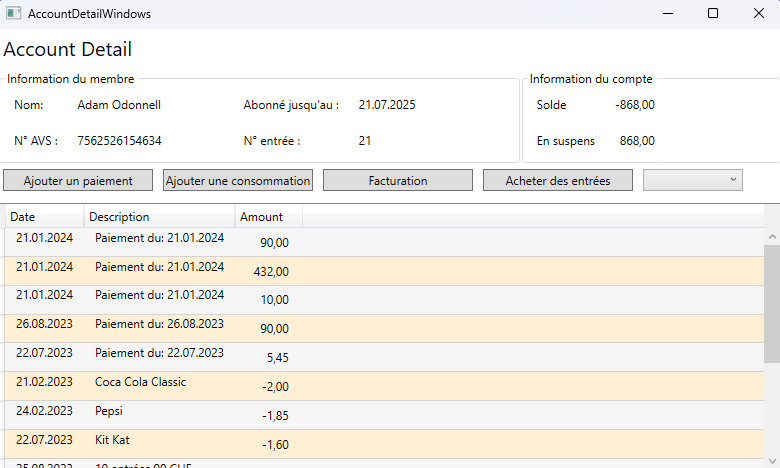 AccountDetailWindows
Account Detail
Information du membre
Information du compte
Nom: Adam Odonnell Abonné jusqu'au : 21.07.2025 Solde -868,00
N° AVS : 7562526154634 N° entrée : 21 En suspens 868,00
Ajouter un paiement Ajouter une consommation Facturation Acheter des entrées
Date Description Amount
21.01.2024 Paiement du: 21.01.2024 90,00
21.01.2024 Paiement du: 21.01.2024 432,00
21.01.2024 Paiement du: 21.01.2024 10,00
26.08.2023 Paiement du: 26.08.2023 90,00
22.07.2023 Paiement du: 22.07.2023 5,45
21.02.2023 Coca Cola Classic -2,00
24.02.2023 Pepsi -1,85
22.07.2023 Kit Kat -1,60
25.08.2023 10 entrées 90 CHF